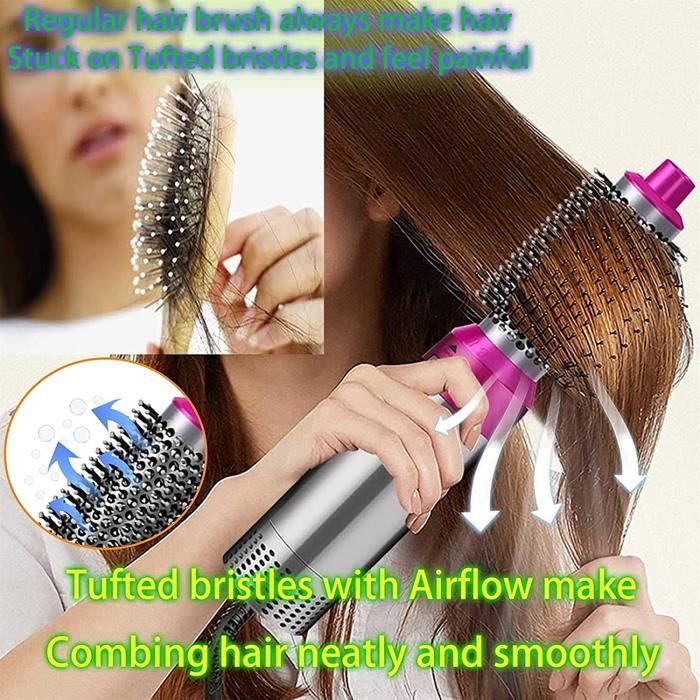 Regular hair brush always make hair
Stuck on Tufted bristles and feel painful
Tufted bristles with Airflow make
Combing hair neatly and smoothly